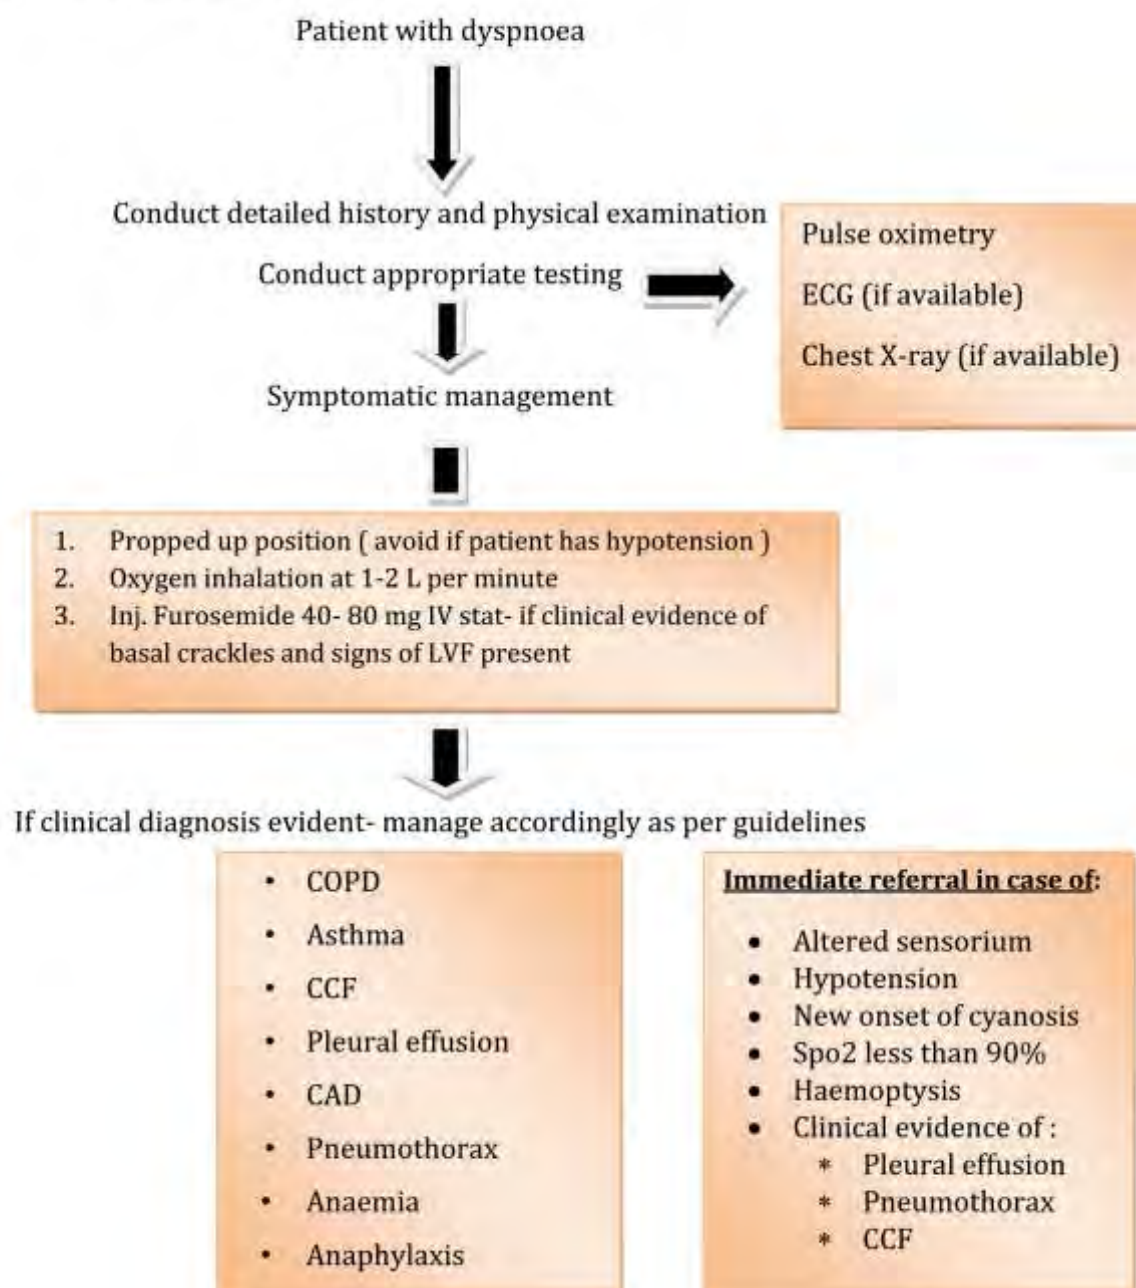 Patient with dyspnoea
Conduct detailed history and physical examination
Conduct appropriate testing
Pulse oximetry
ECG (if available)
Chest X-ray (if available)
Symptomatic management
1. Propped up position ( avoid if patient has hypotension )
2. Oxygen inhalation at 1-2 L per minute
3. Inj. Furosemide 40- 80 mg IV stat- if clinical evidence of
basal crackles and signs of LVF present
If clinical diagnosis evident- manage accordingly as per guidelines
• COPD
• Asthma
• CCF
• Pleural effusion
• CAD
• Pneumothorax
• Anaemia
• Anaphylaxis
Immediate referral in case of:
• Altered sensorium
• Hypotension
• New onset of cyanosis
• Spo2 less than 90%
• Haemoptysis
• Clinical evidence of :
* Pleural effusion
* Pneumothorax
* CCF